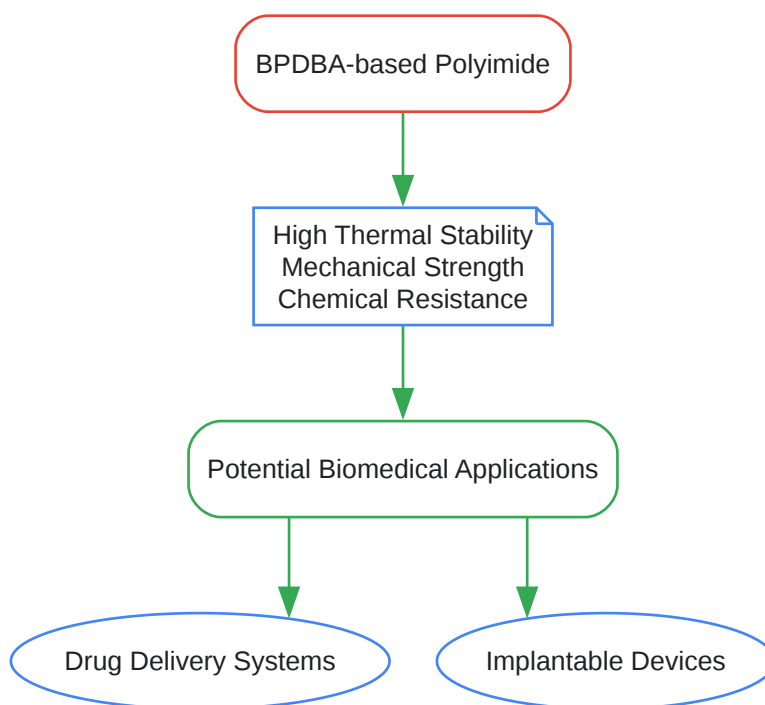 BPDBA-based Polyimide
High Thermal Stability
Mechanical Strength
Chemical Resistance
Potential Biomedical Applications
Drug Delivery Systems
Implantable Devices